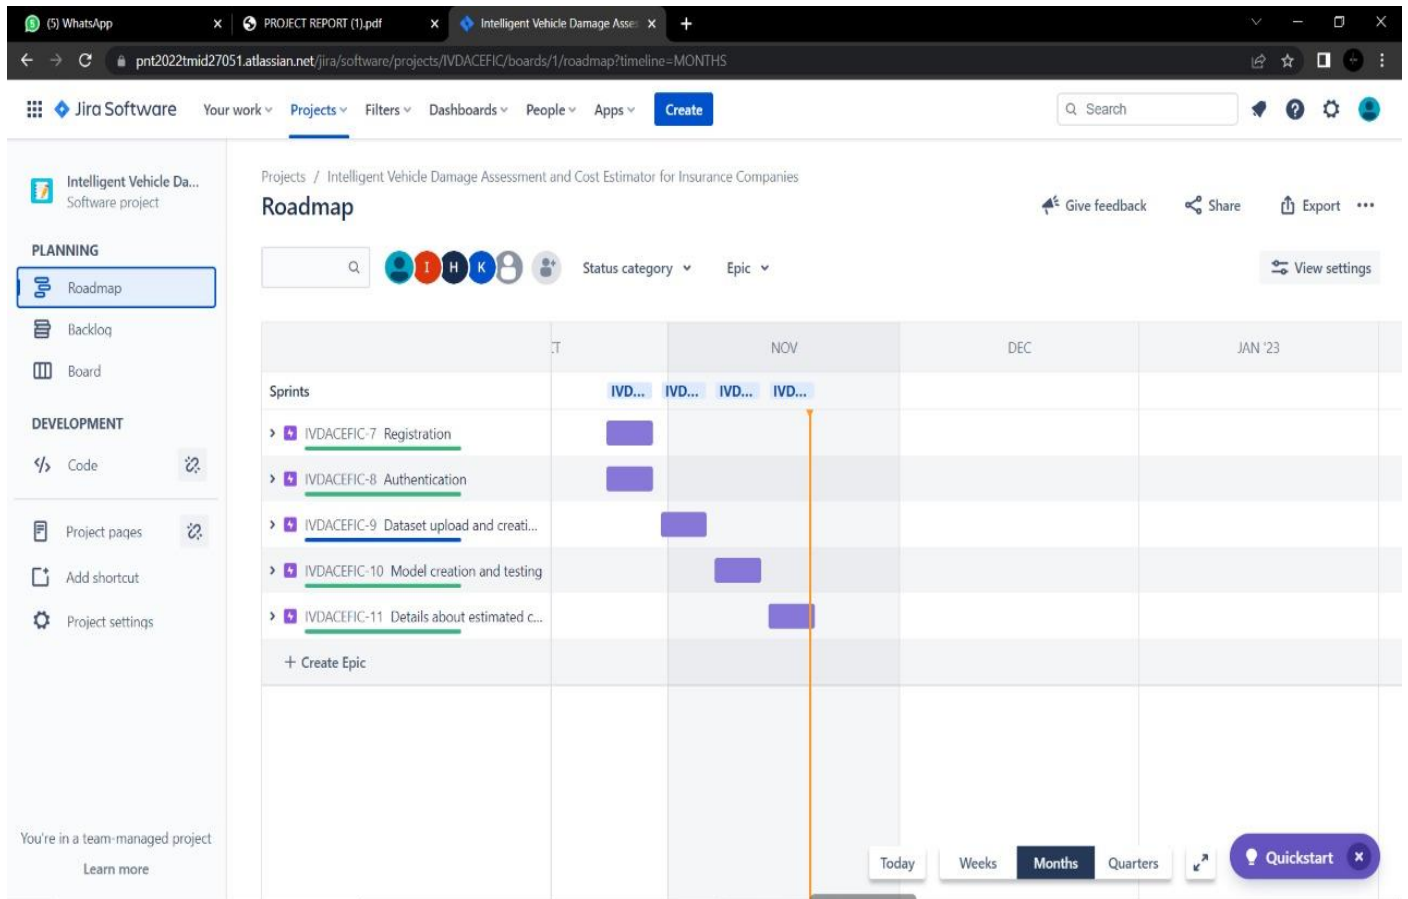 (5) WhatsApp
PROJECT REPORT (1).pdf
Intelligent Vehicle Damage Asse
pnt2022tmid27051.atlassian.net/jira/software/projects/IVDACEFIC/boards/1/roadmap?timeline=MONTHS
Jira Software
Your work
Projects
Filters
Dashboards
People
Apps
Create
Search
Intelligent Vehicle Da...
Software project
Projects / Intelligent Vehicle Damage Assessment and Cost Estimator for Insurance Companies
Roadmap
Give feedback
Share
Export
PLANNING
Roadmap
Backlog
Board
DEVELOPMENT
Code
Project pages
Add shortcut
Project settings
You're in a team-managed project
Learn more
I
H
K
Status category
Epic
View settings
CT
NOV
DEC
JAN '23
Sprints
IVD...
IVD...
IVD...
IVD...
IVDACEFIC-7 Registration
IVDACEFIC-8 Authentication
IVDACEFIC-9 Dataset upload and creati...
IVDACEFIC-10 Model creation and testing
IVDACEFIC-11 Details about estimated c...
+ Create Epic
Today
Weeks
Months
Quarters
Quickstart